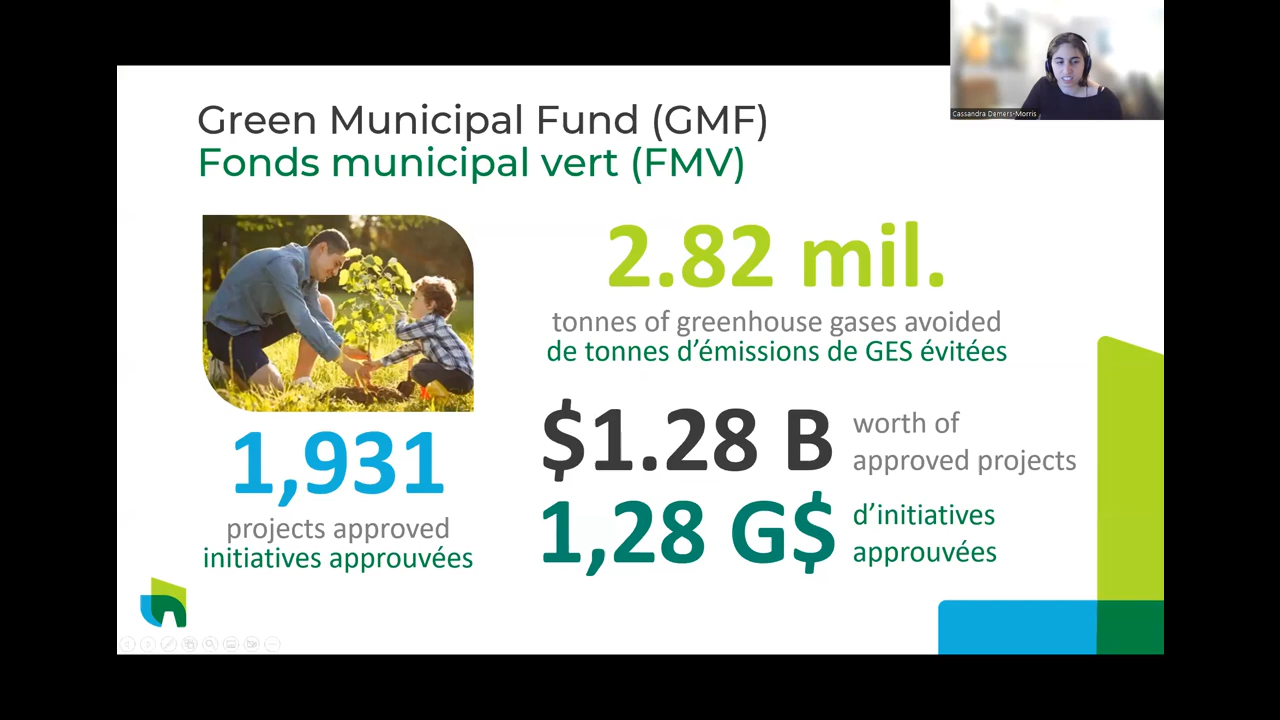 Cassandra Demers-Morris
Green Municipal Fund (GMF)
Fonds municipal vert (FMV)
2.82 mil.
tonnes of greenhouse gases avoided
de tonnes d’émissions de GES évitées
1,931
projects approved
initiatives approuvées
$1.28 B
worth of
approved projects
1,28 G$
d’initiatives
approuvées